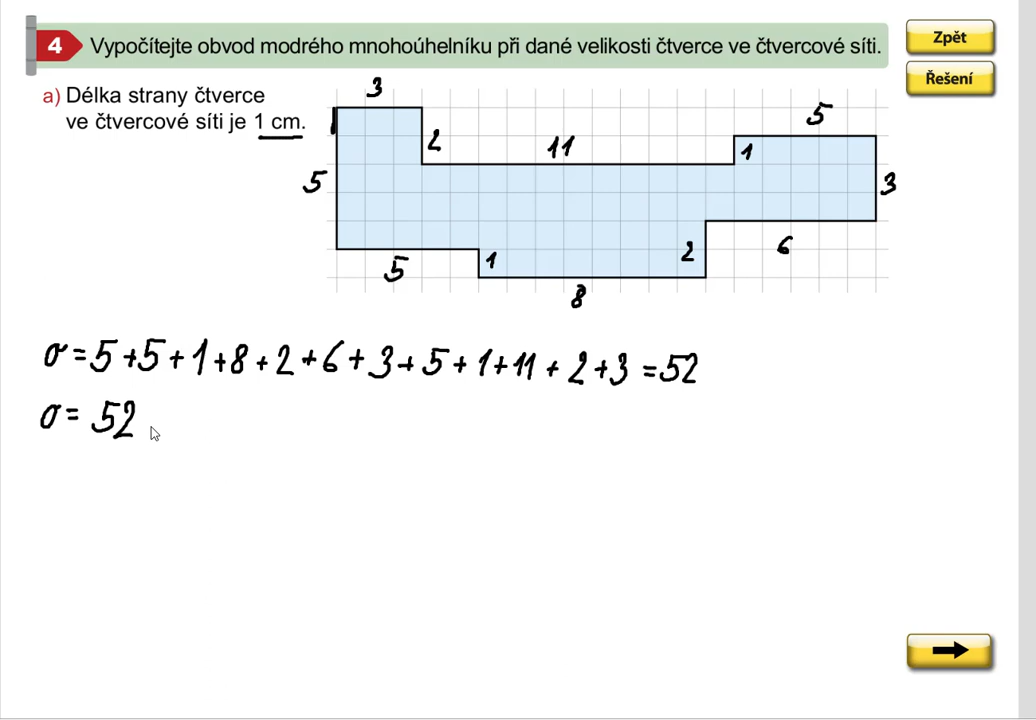 4 Vypočítejte obvod modrého mnohoúhelníku při dané velikosti čtverce ve čtvercové síti.
Zpět
Řešení
a) Délka strany čtverce
ve čtvercové síti je 1 cm.
3
5
2
11
1
5
3
5
1
2
6
8
o = 5 + 5 + 1 + 8 + 2 + 6 + 3 + 5 + 1 + 11 + 2 + 3 = 52
o = 52